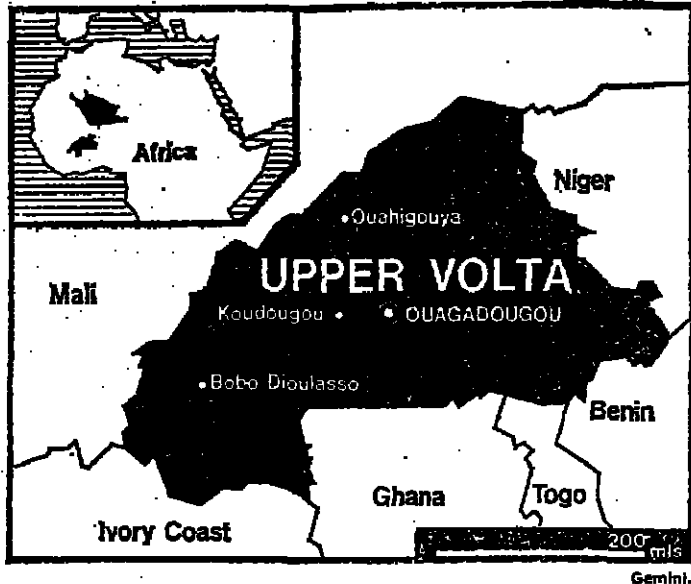 Africa
Niger
Ouahigouya
UPPER VOLTA
Mali
Koudougou
OUAGADOUGOU
Bobo Dioulasso
Benin
Ghana
Togo
Ivory Coast
200
mls
Gemini.